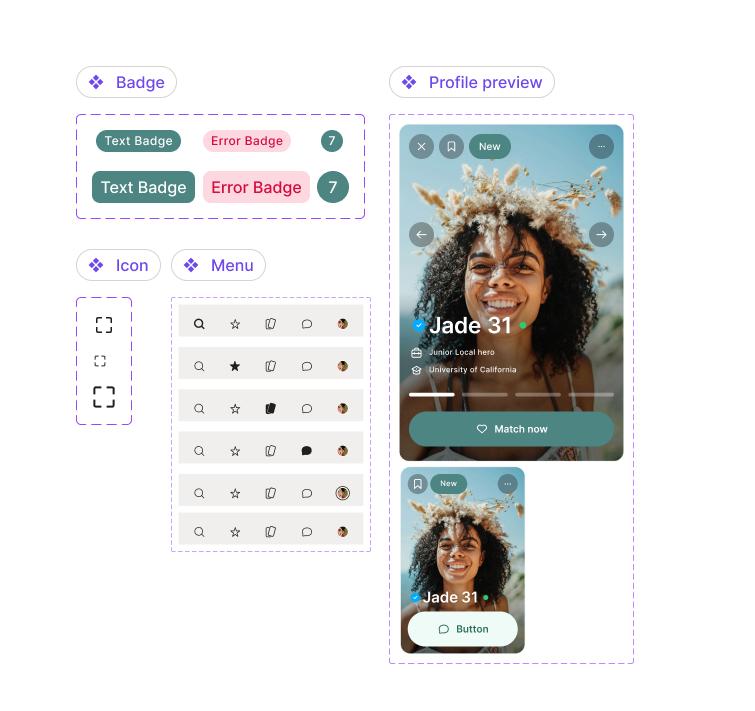 Badge
Profile preview
Text Badge
Error Badge
7
Text Badge
Error Badge
7
Icon
Menu
New
Jade 31
Junior Local hero
University of California
Match now
New
Jade 31
Button